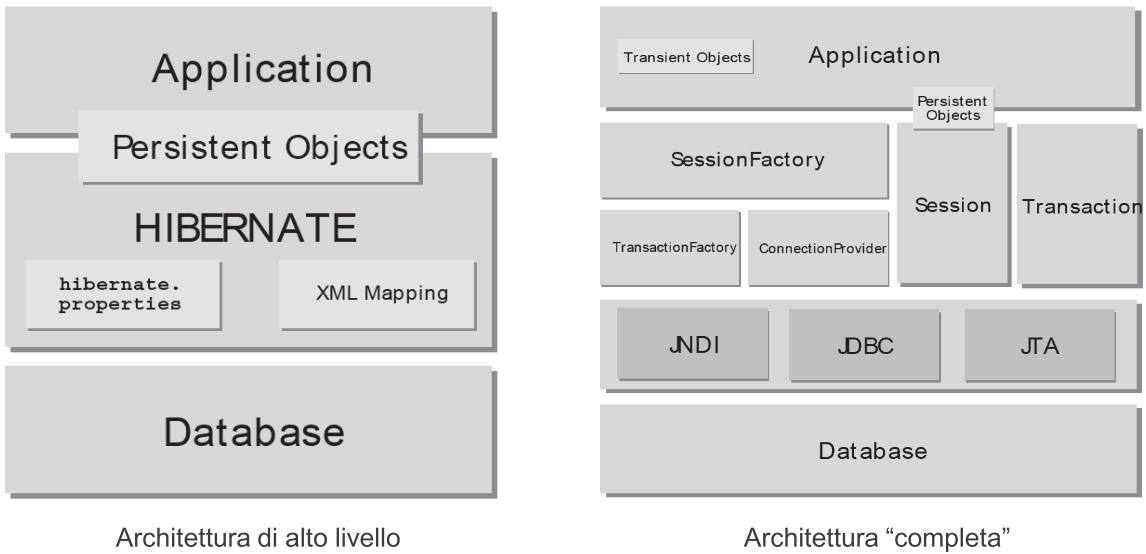 Application
Persistent Objects
HIBERNATE
hibernate.
properties
XML Mapping
Database
Architettura di alto livello
Transient Objects
Application
Persistent
Objects
SessionFactory
Session
Transaction
TransactionFactory
ConnectionProvider
JNDI
JDBC
JTA
Database
Architettura “completa”